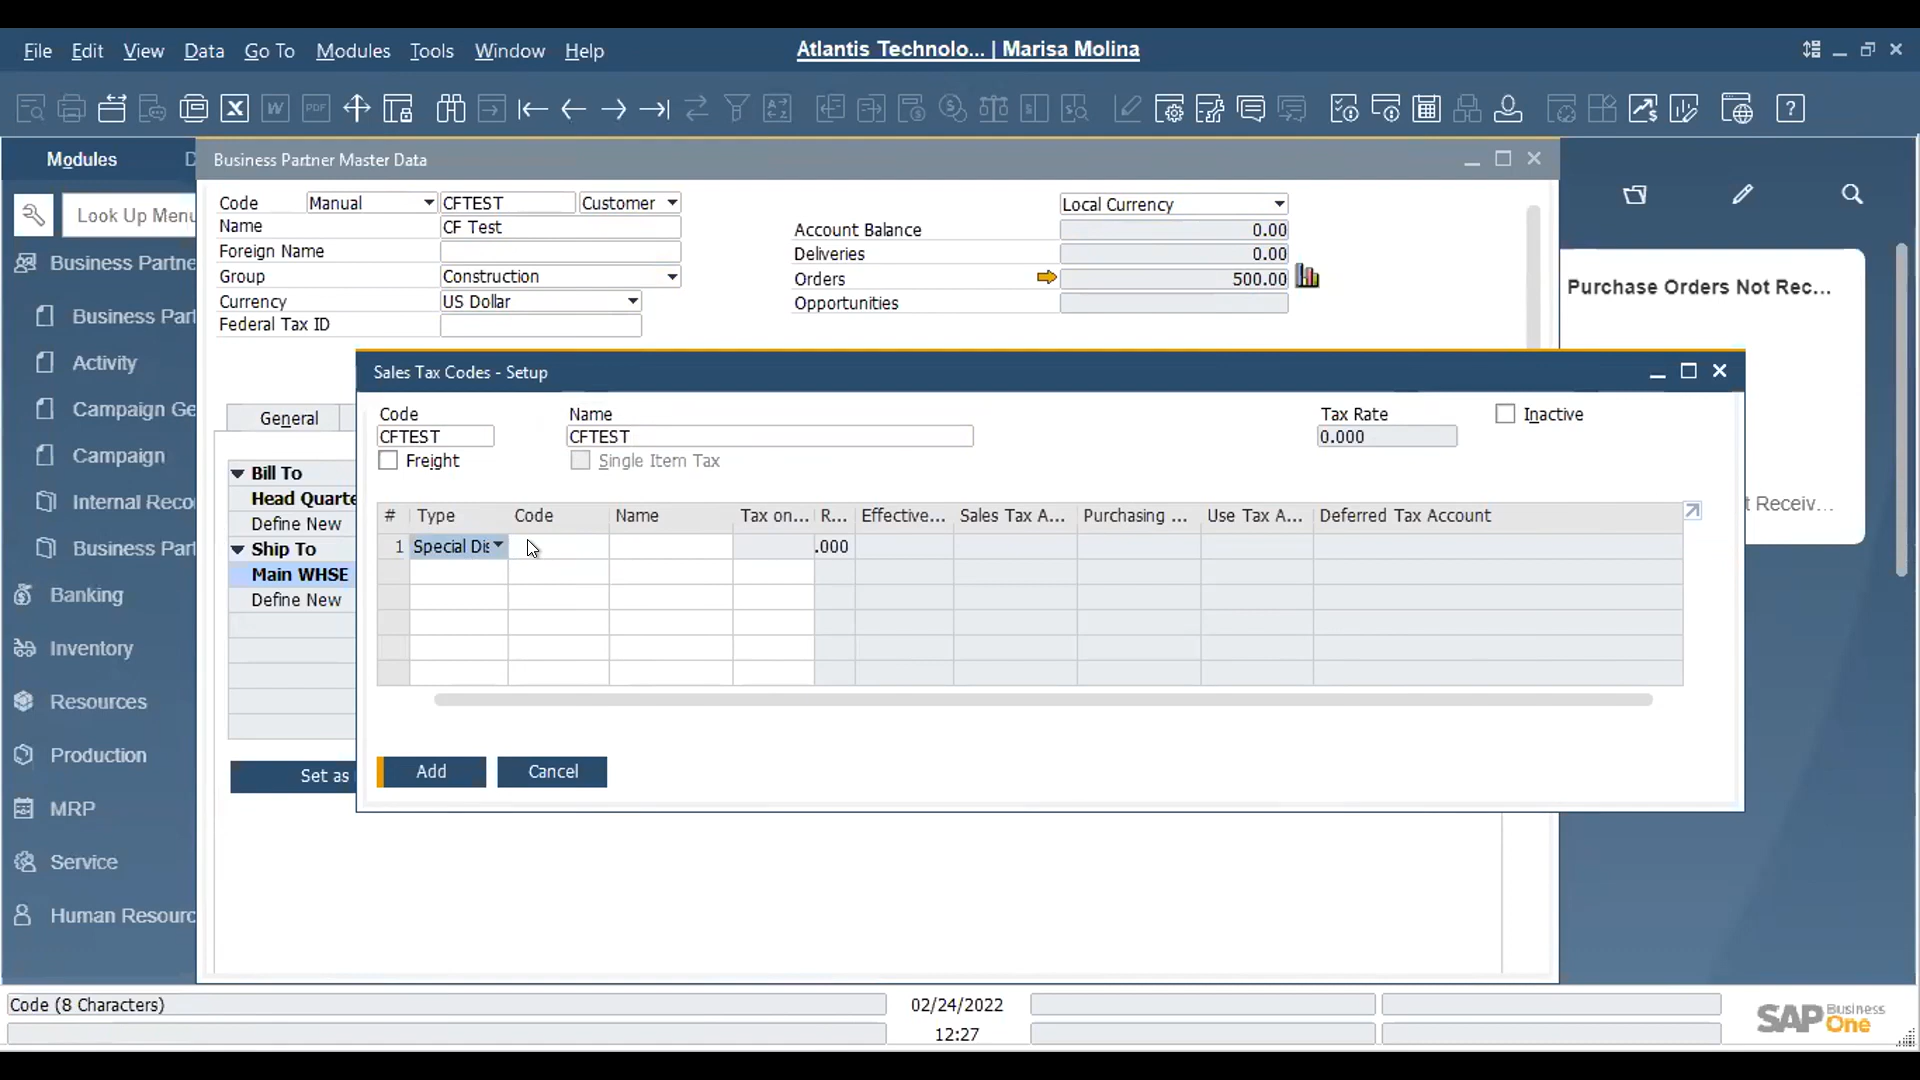 File Edit View Data Go To Modules Tools Window Help
Atlantis Technolo... | Marisa Molina
W PDF
A Z Z A
?
Modules
D
Look Up Menu
Business Partne
Business Part
Activity
Campaign Ge
Campaign
Internal Reco
Business Part
Banking
Inventory
Resources
Production
MRP
Service
Human Resourc
Business Partner Master Data
Code Manual CFTEST Customer
Name CF Test
Foreign Name
Group Construction
Currency US Dollar
Federal Tax ID
Local Currency
Account Balance 0.00
Deliveries 0.00
Orders 500.00
Opportunities
General
Bill To
Head Quarte
Define New
Ship To
Main WHSE
Define New
Set as
Purchase Orders Not Rec...
t Receiv...
Sales Tax Codes - Setup
Code Name Tax Rate Inactive
CFTEST CFTEST 0.000
Freight Single Item Tax
# Type Code Name Tax on... R... Effective... Sales Tax A... Purchasing ... Use Tax A... Deferred Tax Account
1 Special Dis .000
Add Cancel
Code (8 Characters) 02/24/2022
12:27
SAP Business One